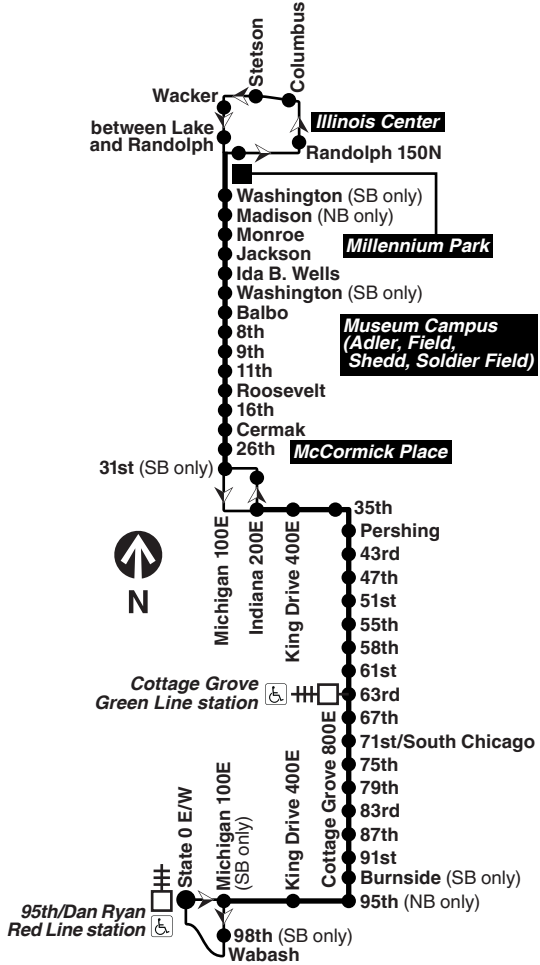 Stetson
Columbus
Wacker
Illinois Center
between Lake
and Randolph
Randolph 150N
Washington (SB only)
Madison (NB only)
Monroe
Millennium Park
Jackson
Ida B. Wells
Washington (SB only)
Balbo
Museum Campus
(Adler, Field,
Shedd, Soldier Field)
8th
9th
11th
Roosevelt
16th
Cermak
26th
McCormick Place
31st (SB only)
Michigan 100E
Indiana 200E
King Drive 400E
35th
Pershing
N
43rd
47th
51st
55th
58th
61st
Cottage Grove
Green Line station
63rd
67th
Cottage Grove 800E
71st/South Chicago
75th
79th
83rd
87th
91st
Burnside (SB only)
State 0 E/W
Michigan 100E
(SB only)
King Drive 400E
95th (NB only)
95th/Dan Ryan
Red Line station
98th (SB only)
Wabash